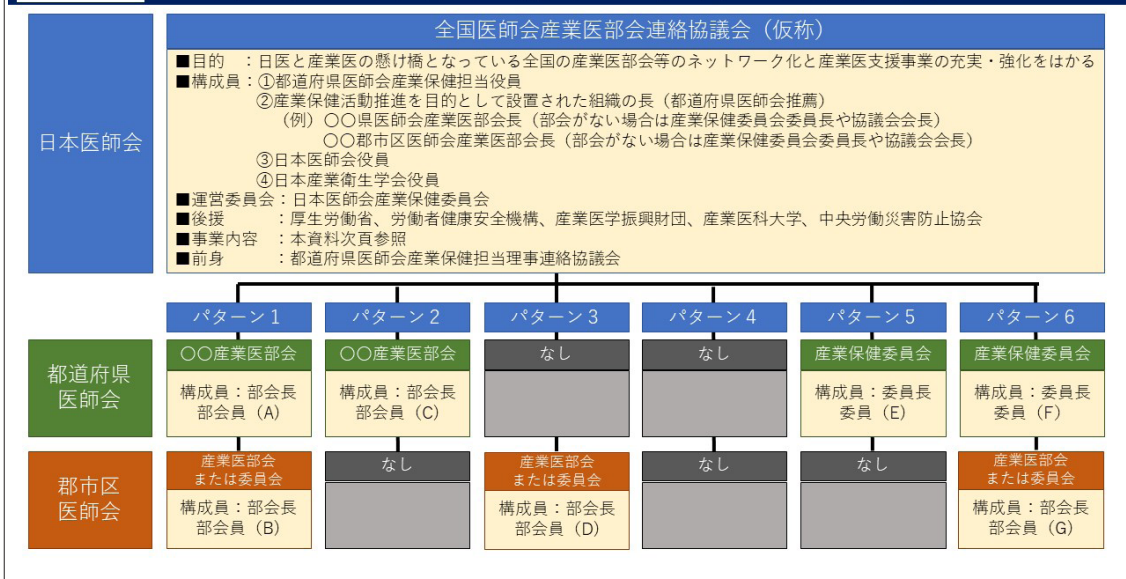 全国医師会産業医部会連絡協議会（仮称）
日本医師会
■目的　：日医と産業医の懸け橋となっている全国の産業医部会等のネットワーク化と産業医支援事業の充実・強化をはかる
■構成員：①都道府県医師会産業保健担当役員
②産業保健活動推進を目的として設置された組織の長（都道府県医師会推薦）
（例）〇〇県医師会産業医部会長（部会がない場合は産業保健委員会委員長や協議会会長）
〇〇郡市区医師会産業医部会長（部会がない場合は産業保健委員会委員長や協議会会長）
③日本医師会役員
④日本産業衛生学会役員
■運営委員会：日本医師会産業保健委員会
■後援　　　：厚生労働省、労働者健康安全機構、産業医学振興財団、産業医科大学、中央労働災害防止協会
■事業内容　：本資料次頁参照
■前身　　　：都道府県医師会産業保健担当理事連絡協議会
パターン1
パターン2
パターン3
パターン4
パターン5
パターン6
都道府県
医師会
〇〇産業医部会
構成員：部会長
部会員（A）
〇〇産業医部会
構成員：部会長
部会員（C）
なし
なし
産業保健委員会
構成員：委員長
委員（E）
産業保健委員会
構成員：委員長
委員（F）
郡市区
医師会
産業医部会
または委員会
構成員：部会長
部会員（B）
なし
産業医部会
または委員会
構成員：部会長
部会員（D）
なし
なし
産業医部会
または委員会
構成員：部会長
部会員（G）